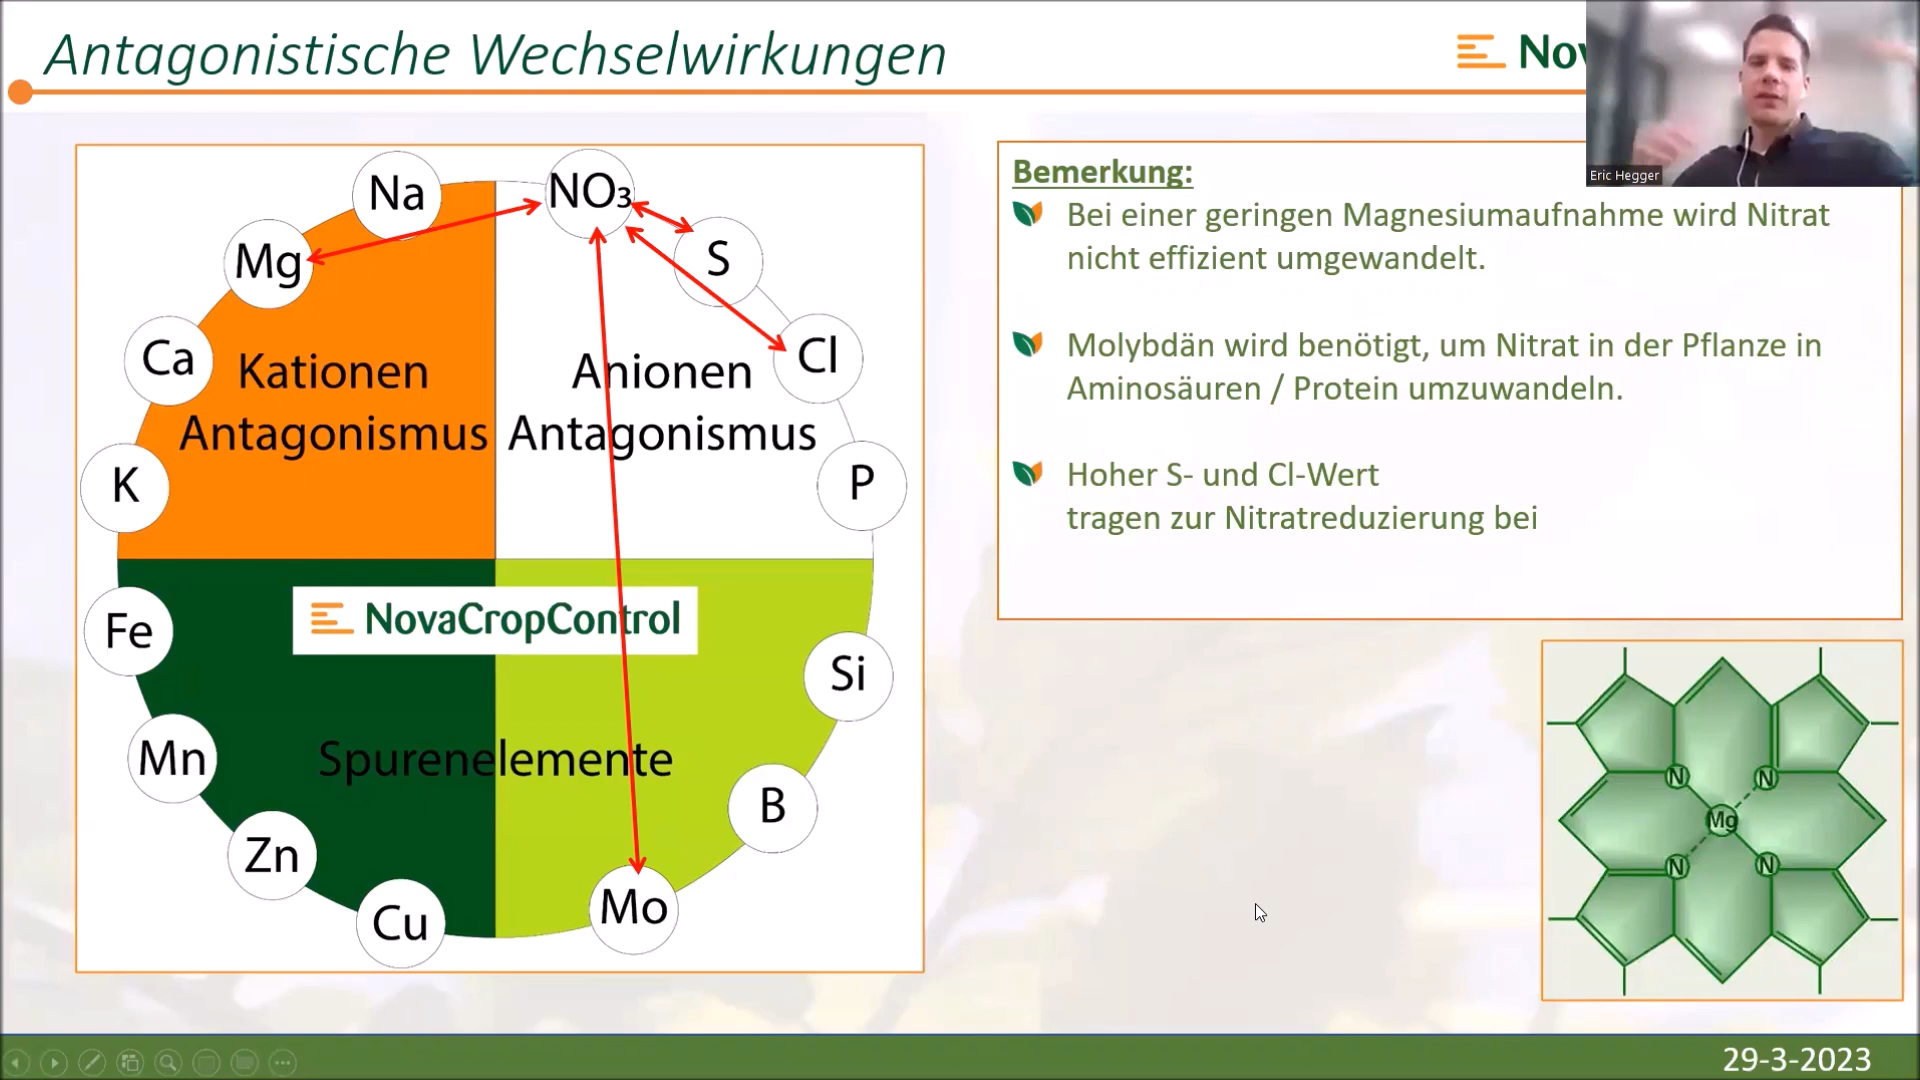 Antagonistische Wechselwirkungen
Eric Hegger
Na
NO₃
Mg
S
Ca
Cl
Kationen
Antagonismus
Anionen
Antagonismus
K
P
Fe
NovaCropControl
Si
Mn
Spurenelemente
B
Zn
Cu
Mo
Bemerkung:
Bei einer geringen Magnesiumaufnahme wird Nitrat
nicht effizient umgewandelt.
Molybdän wird benötigt, um Nitrat in der Pflanze in
Aminosäuren / Protein umzuwandeln.
Hoher S- und Cl-Wert
tragen zur Nitratreduzierung bei
N
N
Mg
N
N
29-3-2023